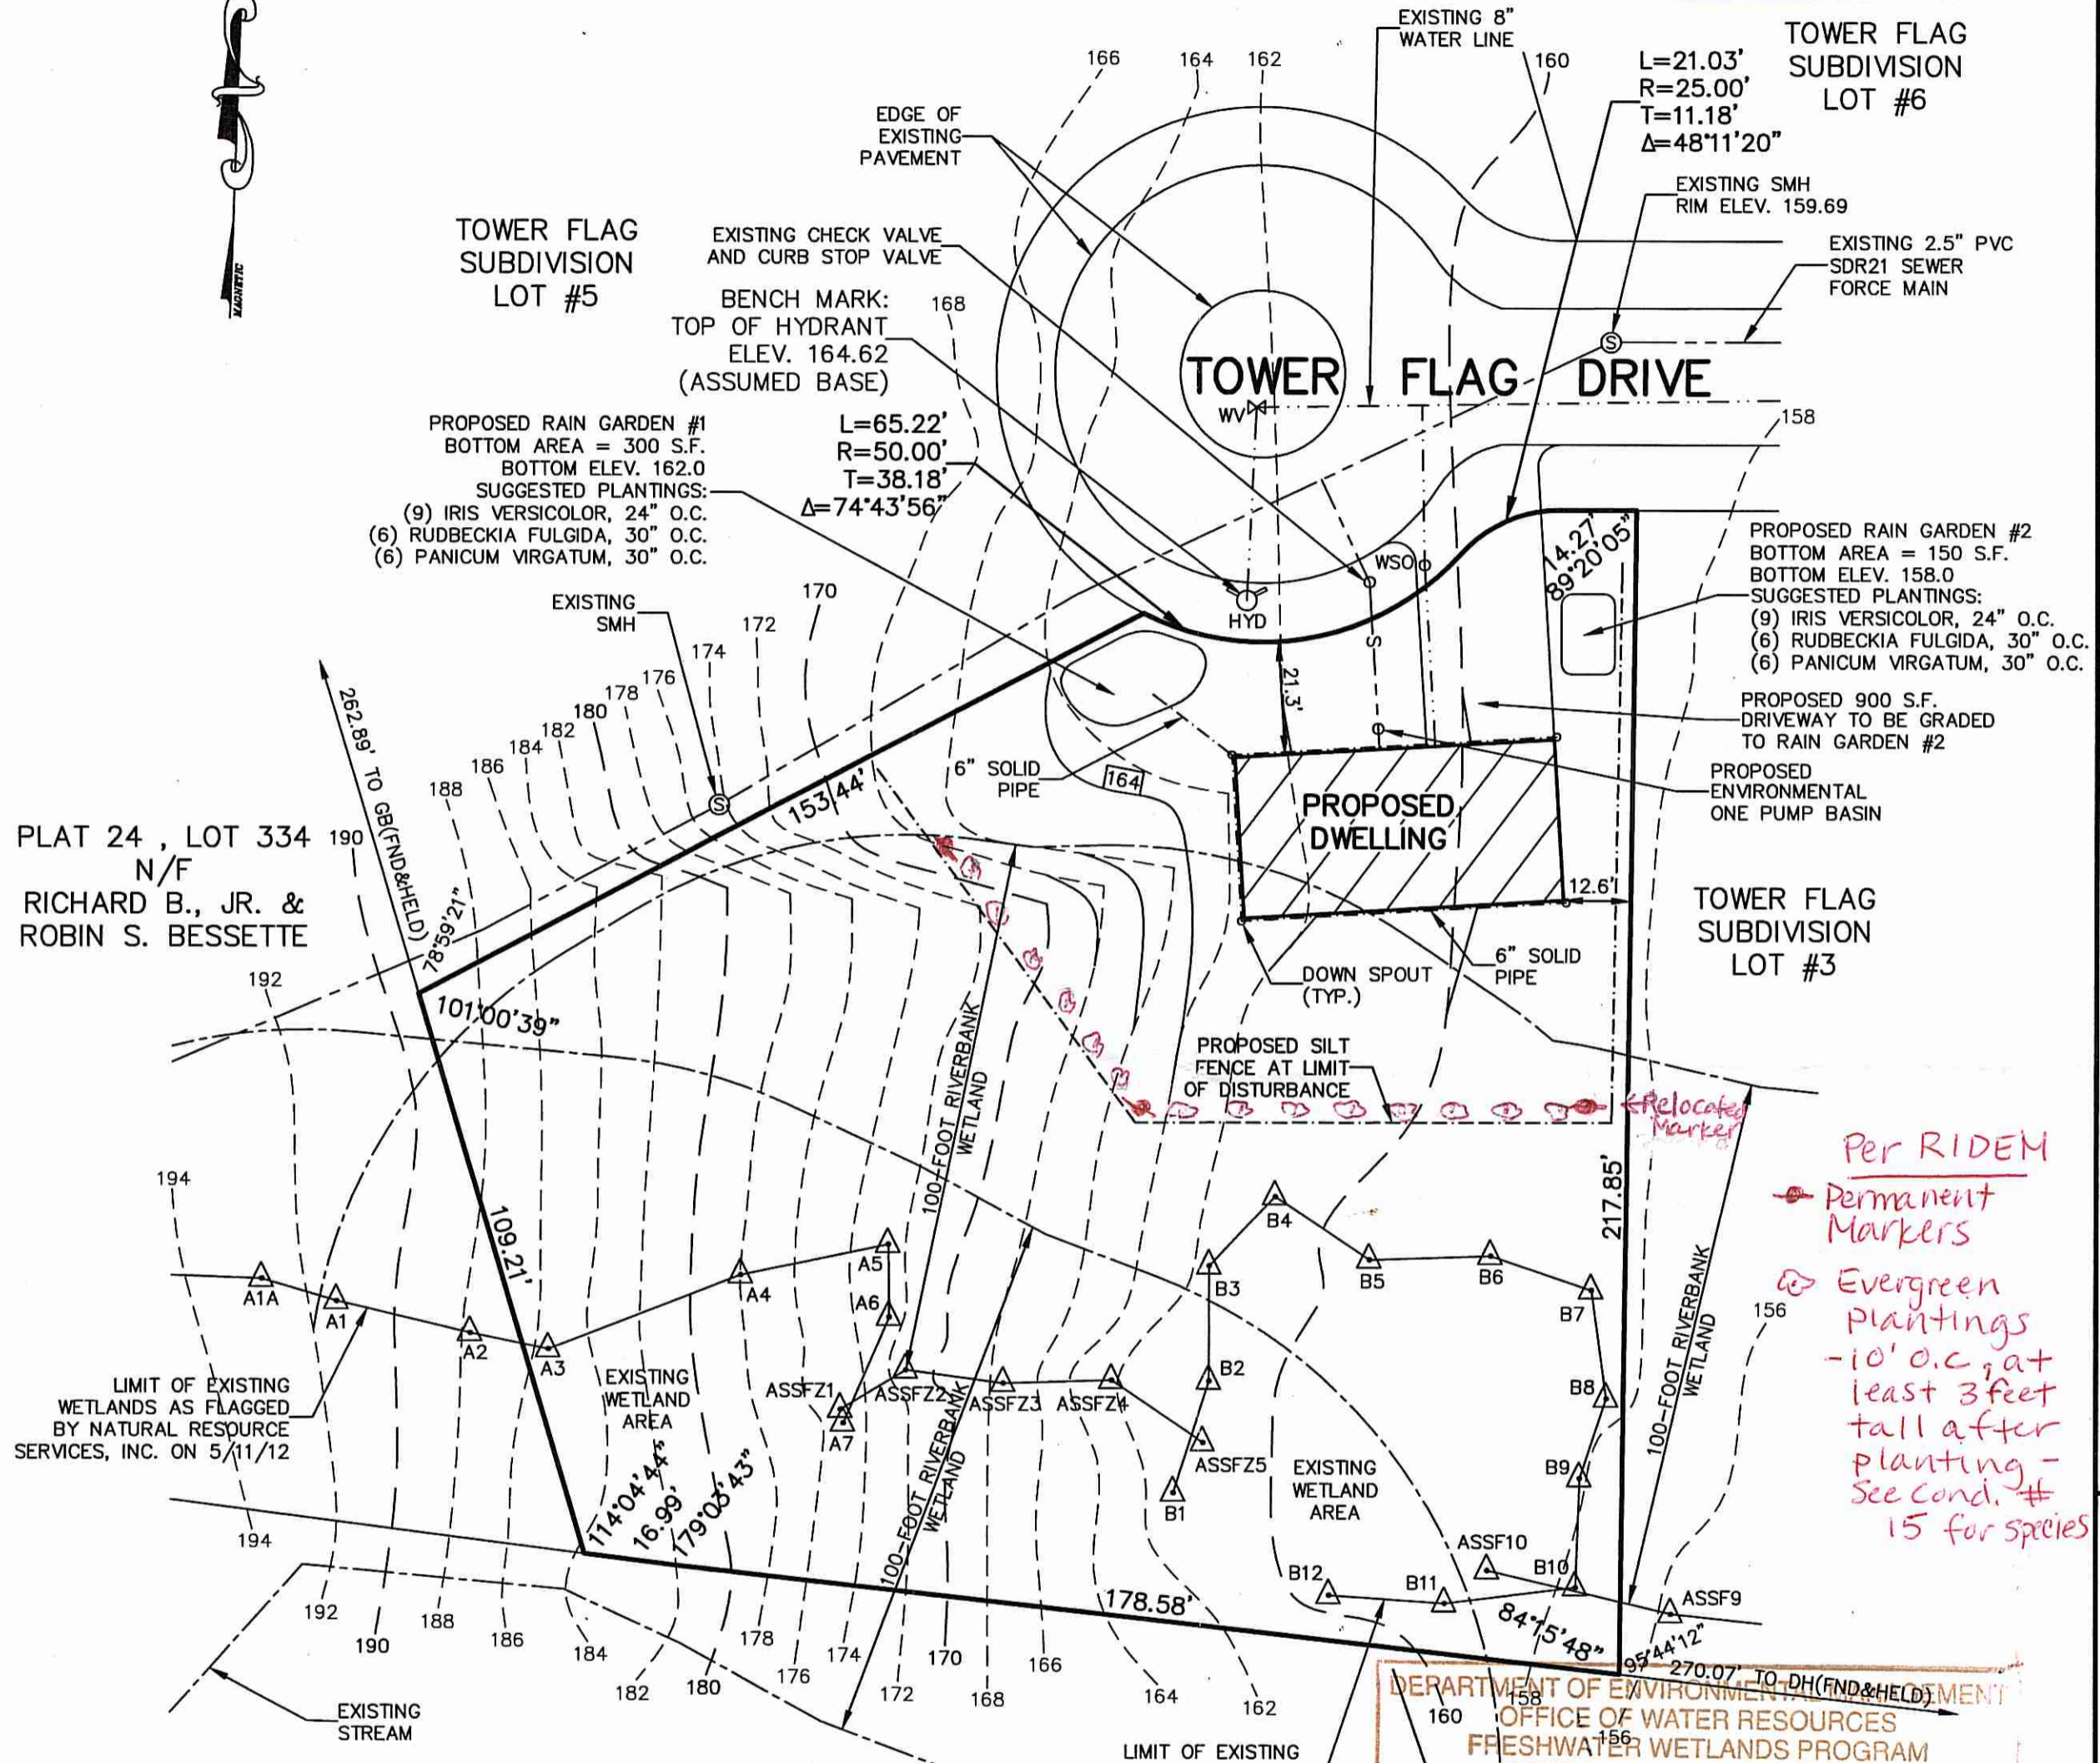 MAGNETIC
TOWER FLAG
SUBDIVISION
LOT #5
EDGE OF
EXISTING
PAVEMENT
166
164
162
EXISTING 8"
WATER LINE
160
L=21.03'
R=25.00'
T=11.18'
Δ=48°11'20"
TOWER FLAG
SUBDIVISION
LOT #6
EXISTING SMH
RIM ELEV. 159.69
EXISTING 2.5" PVC
SDR21 SEWER
FORCE MAIN
EXISTING CHECK VALVE
AND CURB STOP VALVE
BENCH MARK:
TOP OF HYDRANT
ELEV. 164.62
(ASSUMED BASE)
168
TOWER FLAG DRIVE
S
WV
158
PROPOSED RAIN GARDEN #1
BOTTOM AREA = 300 S.F.
BOTTOM ELEV. 162.0
SUGGESTED PLANTINGS:
(9) IRIS VERSICOLOR, 24" O.C.
(6) RUDBECKIA FULGIDA, 30" O.C.
(6) PANICUM VIRGATUM, 30" O.C.
L=65.22'
R=50.00'
T=38.18'
Δ=74°43'56"
WSO
HYD
S
14.27'
89°20'05"
PROPOSED RAIN GARDEN #2
BOTTOM AREA = 150 S.F.
BOTTOM ELEV. 158.0
SUGGESTED PLANTINGS:
(9) IRIS VERSICOLOR, 24" O.C.
(6) RUDBECKIA FULGIDA, 30" O.C.
(6) PANICUM VIRGATUM, 30" O.C.
EXISTING
SMH
170
172
174
176
178
180
182
184
186
188
190
192
194
S
262.89' TO GB(FND&HELD)
78°59'21"
101°00'39"
153.44'
21.3'
6" SOLID
PIPE
164
PROPOSED
DWELLING
12.6'
PROPOSED 900 S.F.
DRIVEWAY TO BE GRADED
TO RAIN GARDEN #2
PROPOSED
ENVIRONMENTAL
ONE PUMP BASIN
PLAT 24 , LOT 334
N/F
RICHARD B., JR. &
ROBIN S. BESSETTE
TOWER FLAG
SUBDIVISION
LOT #3
DOWN SPOUT
(TYP.)
6" SOLID
PIPE
PROPOSED SILT
FENCE AT LIMIT
OF DISTURBANCE
Relocated
Marker
Per RIDEM
Permanent
Markers
Evergreen
plantings
-10' o.c., at
least 3 feet
tall after
planting -
See Cond. #
15 for species
100-FOOT RIVERBANK
WETLAND
100-FOOT RIVERBANK
WETLAND
100-FOOT RIVERBANK
WETLAND
217.85'
109.21'
156
A1A
A1
A2
A3
A4
A5
A6
A7
ASSFZ1
ASSFZ2
ASSFZ3
ASSFZ4
ASSFZ5
B1
B2
B3
B4
B5
B6
B7
B8
B9
B10
B11
B12
ASSF10
ASSF9
LIMIT OF EXISTING
WETLANDS AS FLAGGED
BY NATURAL RESOURCE
SERVICES, INC. ON 5/11/12
EXISTING
WETLAND
AREA
EXISTING
WETLAND
AREA
114°04'44"
16.99'
179°03'43"
178.58'
84°15'48"
95°44'12"
270.07' TO DH(FND&HELD)
194
192
190
188
186
184
182
180
178
176
174
172
170
168
166
164
162
160
158
156
EXISTING
STREAM
LIMIT OF EXISTING
DEPARTMENT OF ENVIRONMENTAL MANAGEMENT
OFFICE OF WATER RESOURCES
FRESHWATER WETLANDS PROGRAM